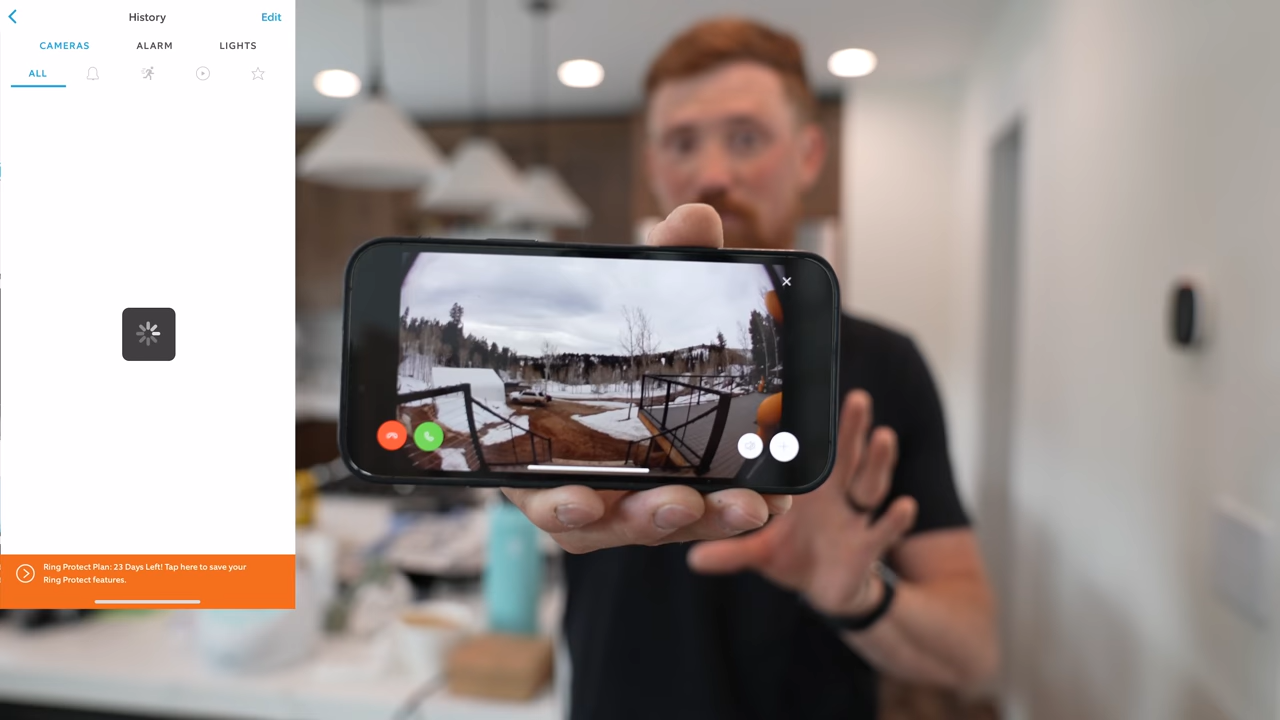 History
Edit
CAMERAS
ALARM
LIGHTS
ALL
Ring Protect Plan: 23 Days Left! Tap here to save your
Ring Protect features.